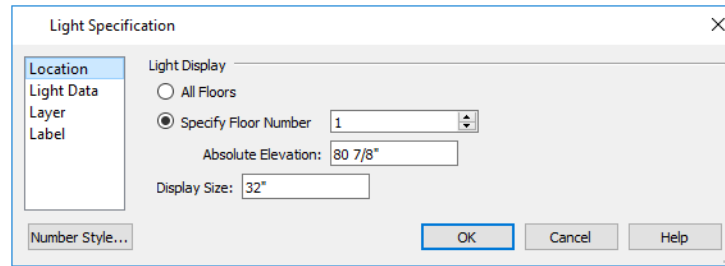 Light Specification
Location
Light Data
Layer
Label
Light Display
All Floors
Specify Floor Number 1
Absolute Elevation: 80 7/8"
Display Size: 32"
Number Style... OK Cancel Help